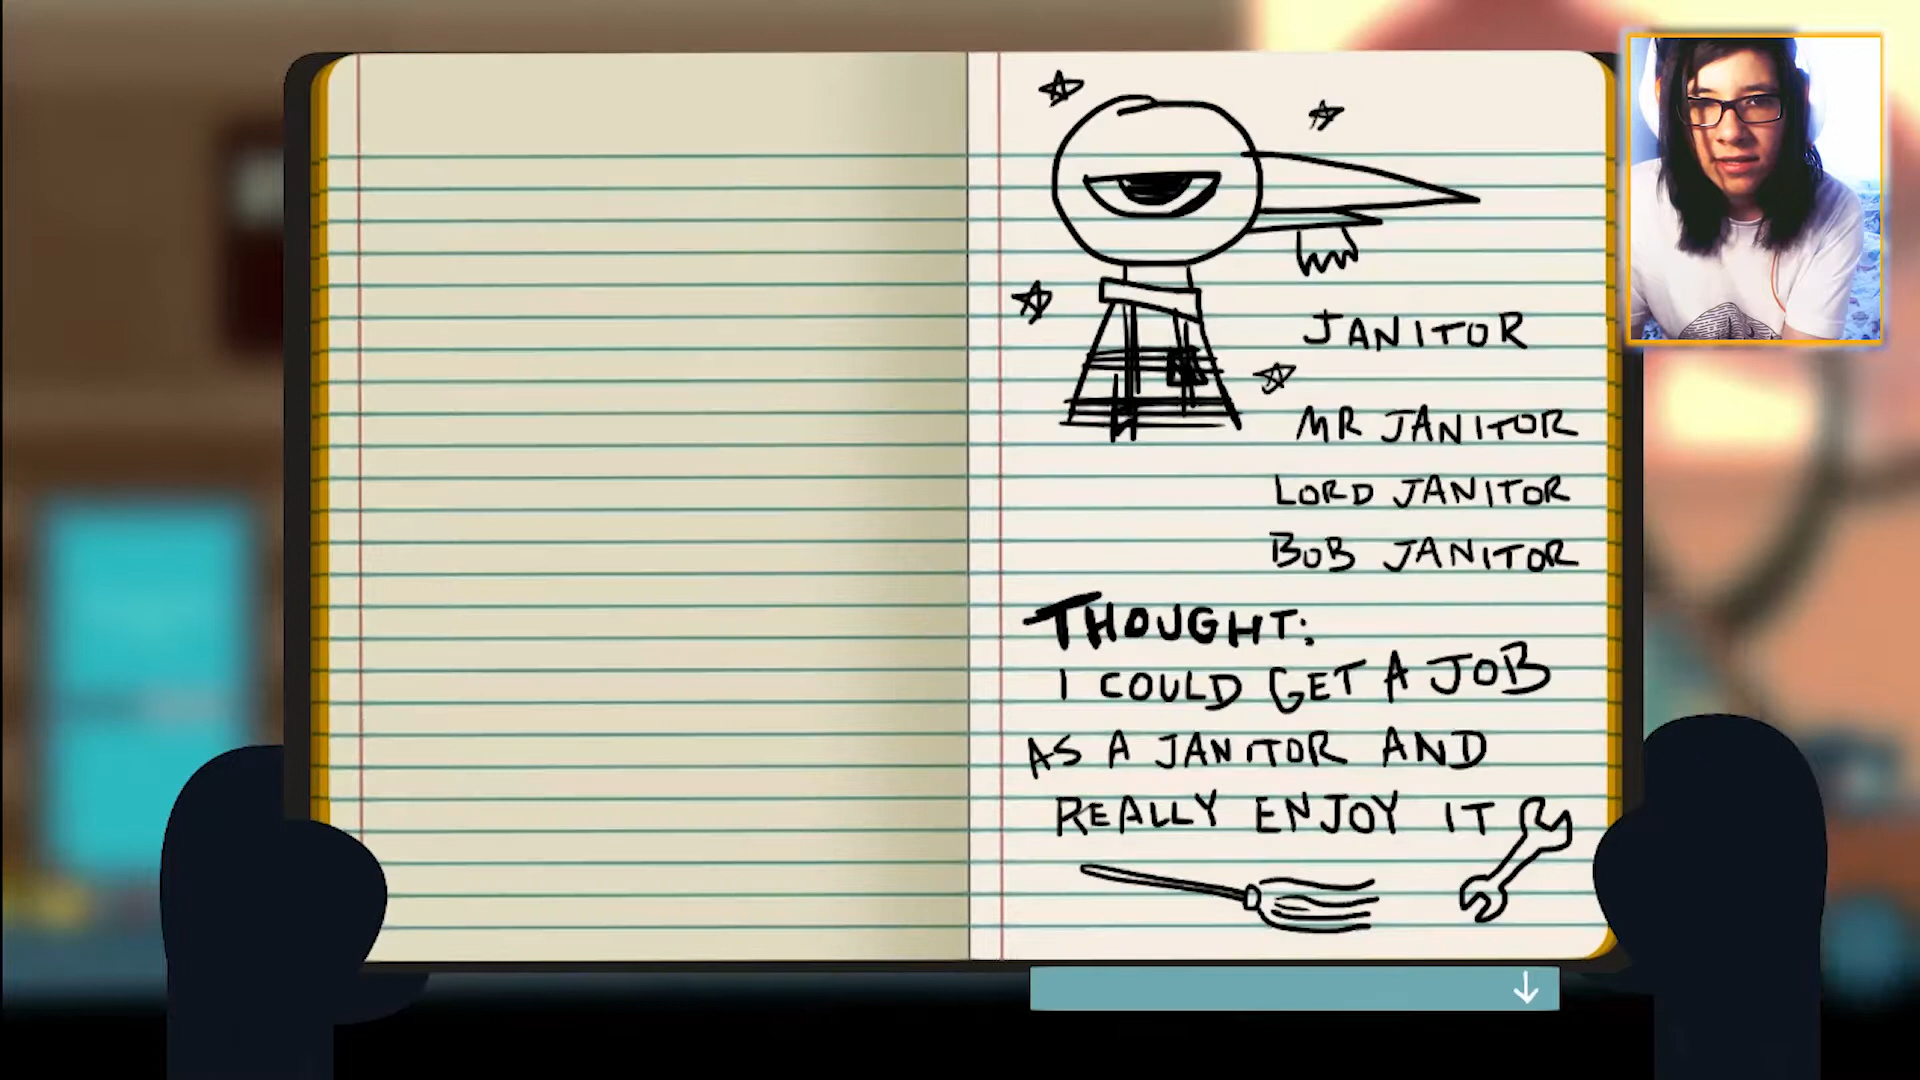 JANITOR
MR JANITOR
LORD JANITOR
BOB JANITOR
THOUGHT:
I COULD GET A JOB
AS A JANITOR AND
REALLY ENJOY IT